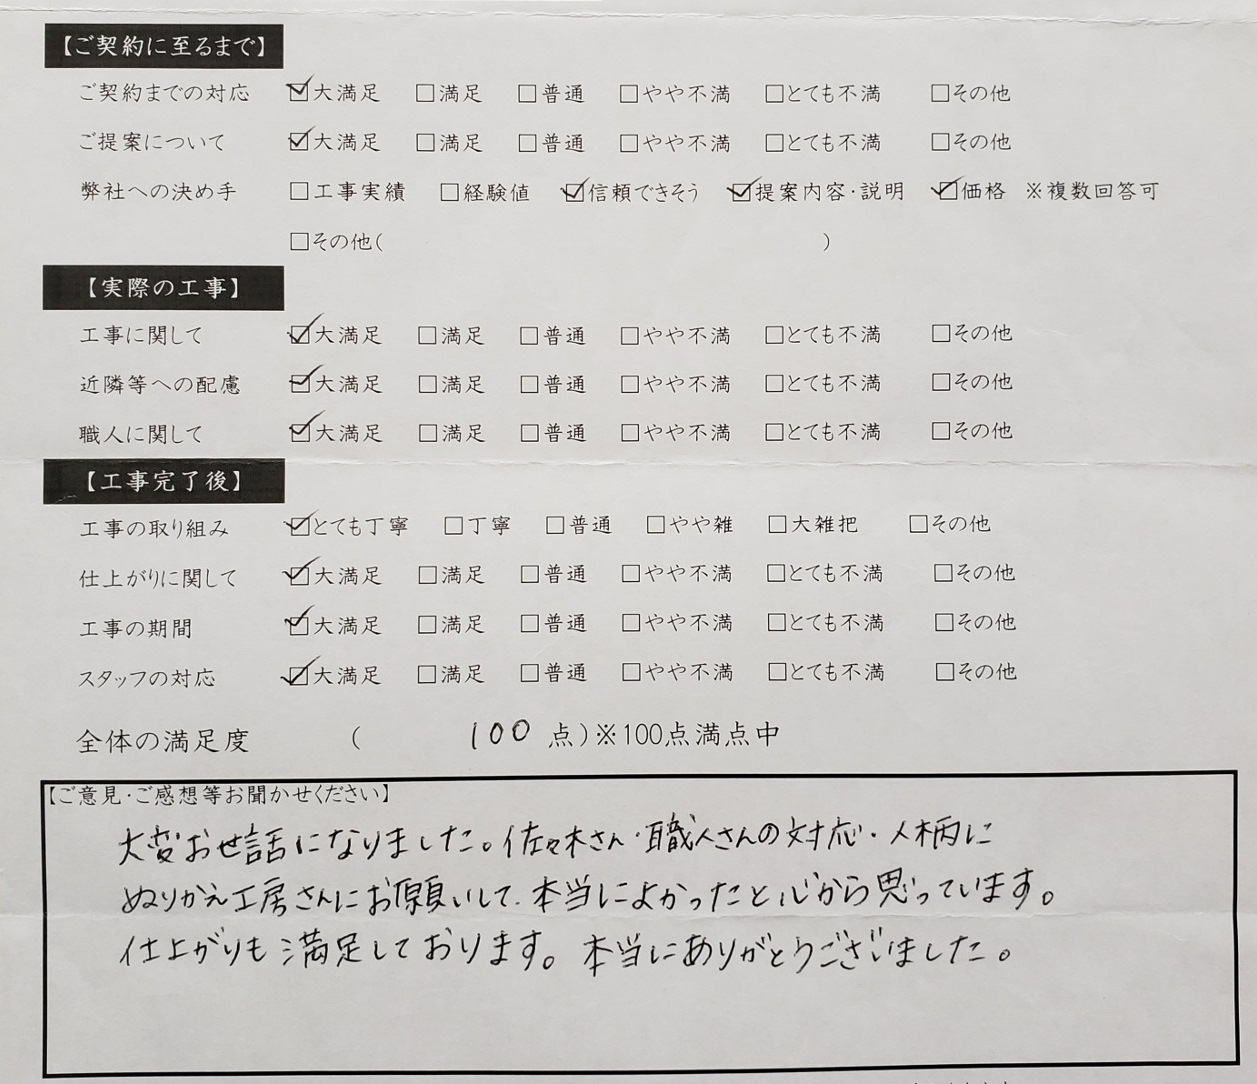 【ご契約に至るまで】
ご契約までの対応 ☑大満足 □満足 □普通 □やや不満 □とても不満 □その他
ご提案について ☑大満足 □満足 □普通 □やや不満 □とても不満 □その他
弊社への決め手 □工事実績 □経験値 ☑信頼できそう ☑提案内容・説明 ☑価格 ※複数回答可
□その他( )
【実際の工事】
工事に関して ☑大満足 □満足 □普通 □やや不満 □とても不満 □その他
近隣等への配慮 ☑大満足 □満足 □普通 □やや不満 □とても不満 □その他
職人に関して ☑大満足 □満足 □普通 □やや不満 □とても不満 □その他
【工事完了後】
工事の取り組み ☑とても丁寧 □丁寧 □普通 □やや雑 □大雑把 □その他
仕上がりに関して ☑大満足 □満足 □普通 □やや不満 □とても不満 □その他
工事の期間 ☑大満足 □満足 □普通 □やや不満 □とても不満 □その他
スタッフの対応 ☑大満足 □満足 □普通 □やや不満 □とても不満 □その他
全体の満足度 ( 100 点)※100点満点中
【ご意見・ご感想等お聞かせください】
大変お世話になりました。佐々木さん・職人さんの対応・人柄に
ぬりかえ工房さんにお願いして、本当によかったと心から思っています。
仕上がりも満足しております。本当にありがとうございました。